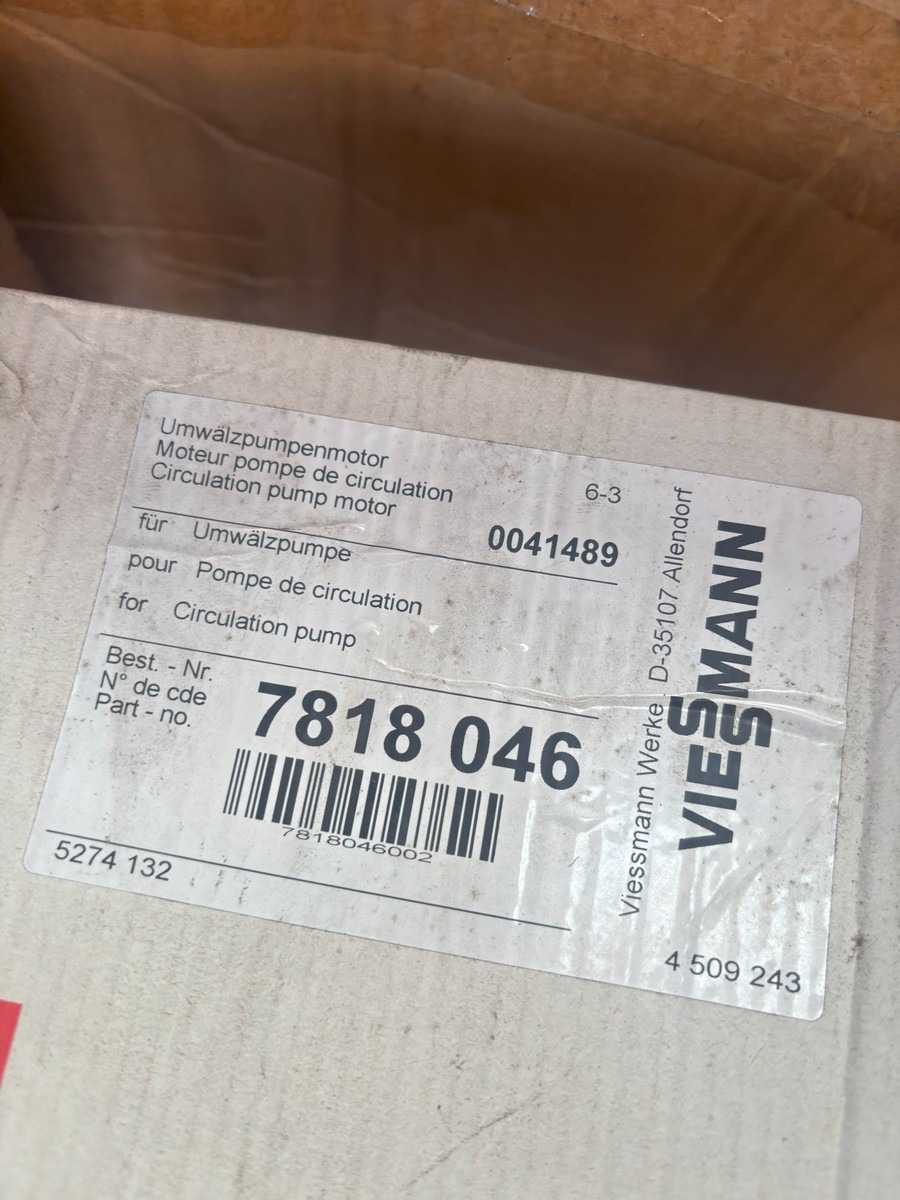 Umwälzpumpenmotor
Moteur pompe de circulation
Circulation pump motor
6-3
0041489
für Umwälzpumpe
pour Pompe de circulation
for Circulation pump
Best. - Nr.
N° de cde
Part - no.
7818 046
7818046002
5274 132
Viessmann Werke · D-35107 Allendorf
VIESSMANN
4 509 243